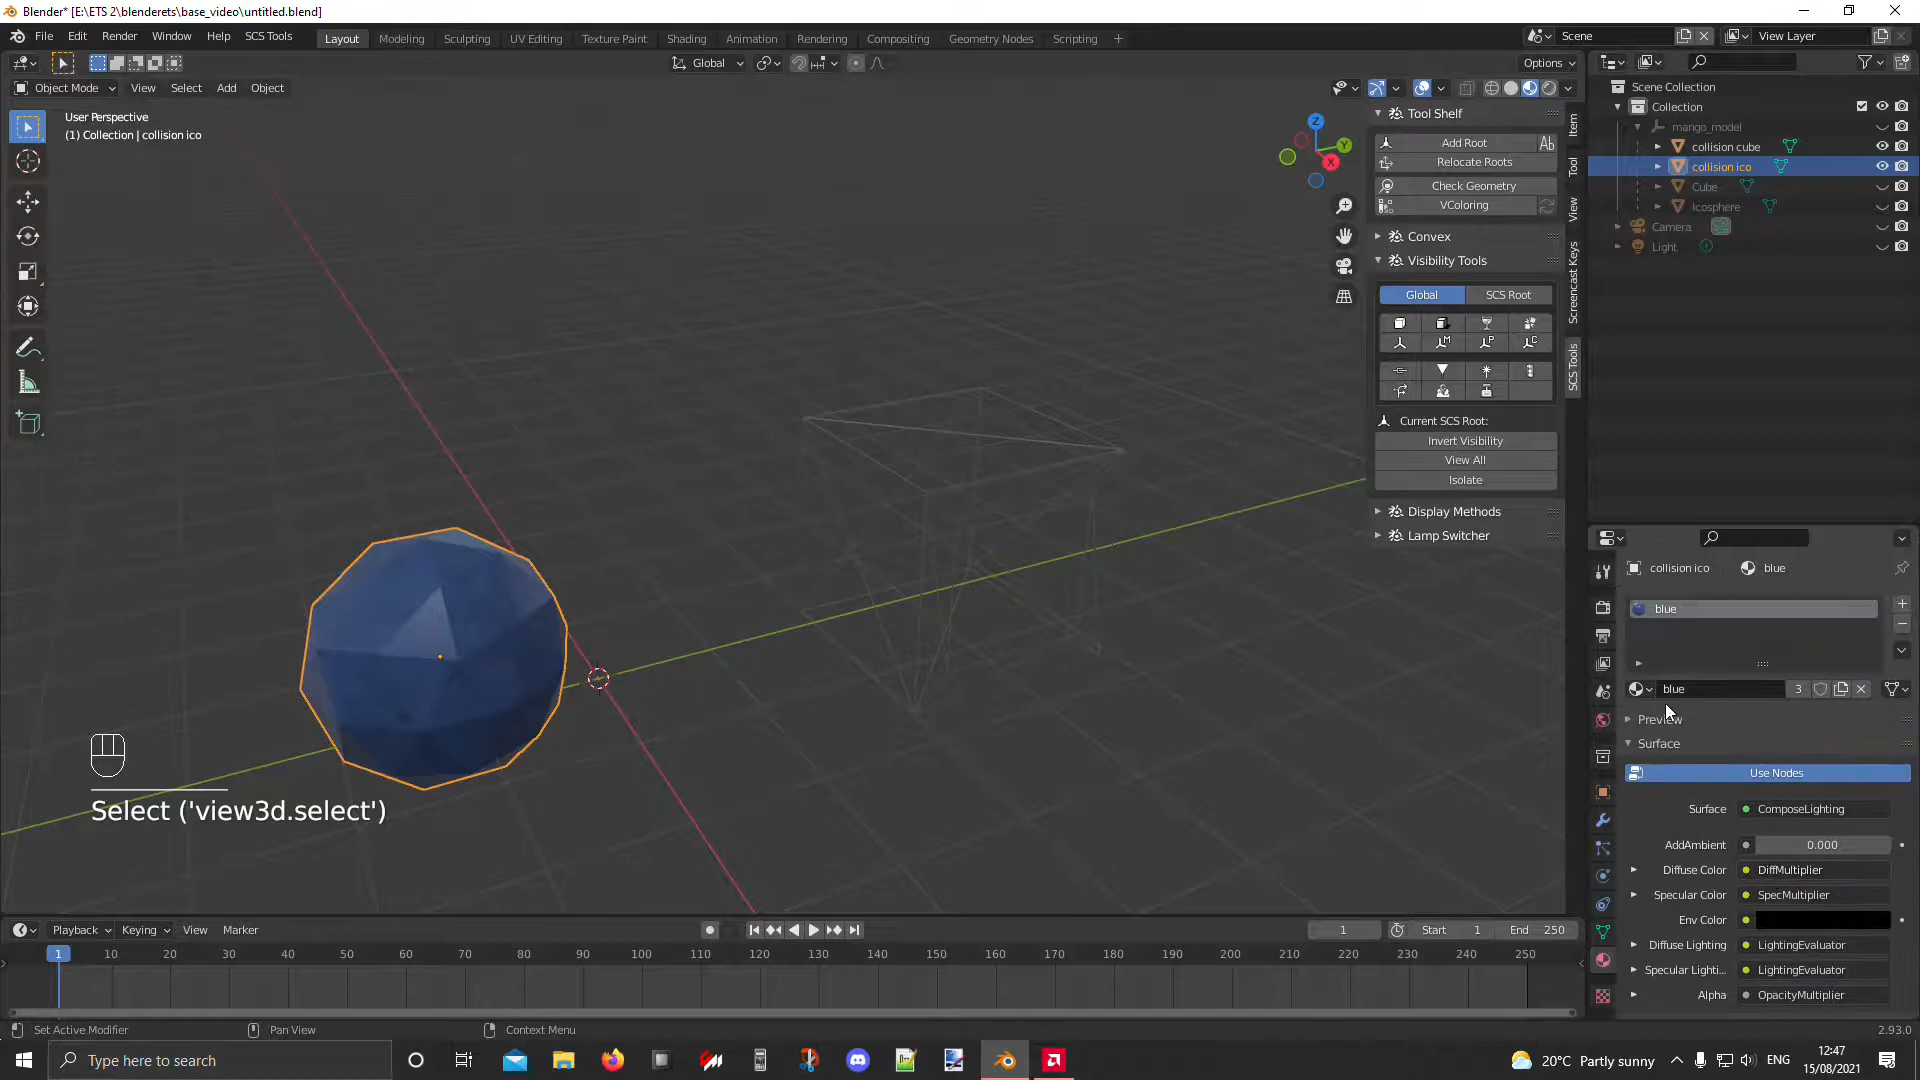 Blender* [E:\ETS 2\blenderets\base_video\untitled.blend]
File Edit Render Window Help SCS Tools
Layout Modeling Sculpting UV Editing Texture Paint Shading Animation Rendering Compositing Geometry Nodes Scripting +
Scene
View Layer
Global
Options
Object Mode View Select Add Object
User Perspective
(1) Collection | collision ico
Z
Y
X
Tool Shelf
Add Root
Relocate Roots
Check Geometry
VColoring
Convex
Visibility Tools
Global SCS Root
Current SCS Root:
Invert Visibility
View All
Isolate
Display Methods
Lamp Switcher
Item
Tool
View
Screencast Keys
SCS Tools
Scene Collection
Collection
mango_model
collision cube
collision ico
Cube
Icosphere
Camera
Light
collision ico blue
blue
blue 3
Preview
Surface
Use Nodes
Surface ComposeLighting
AddAmbient 0.000
Diffuse Color DiffMultiplier
Specular Color SpecMultiplier
Env Color
Diffuse Lighting LightingEvaluator
Specular Lighti... LightingEvaluator
Alpha OpacityMultiplier
Select ('view3d.select')
Playback Keying View Marker
1 Start 1 End 250
1 10 20 30 40 50 60 70 80 90 100 110 120 130 140 150 160 170 180 190 200 210 220 230 240 250
Set Active Modifier Pan View Context Menu 2.93.0
Type here to search
20°C Partly sunny
ENG
12:47
15/08/2021